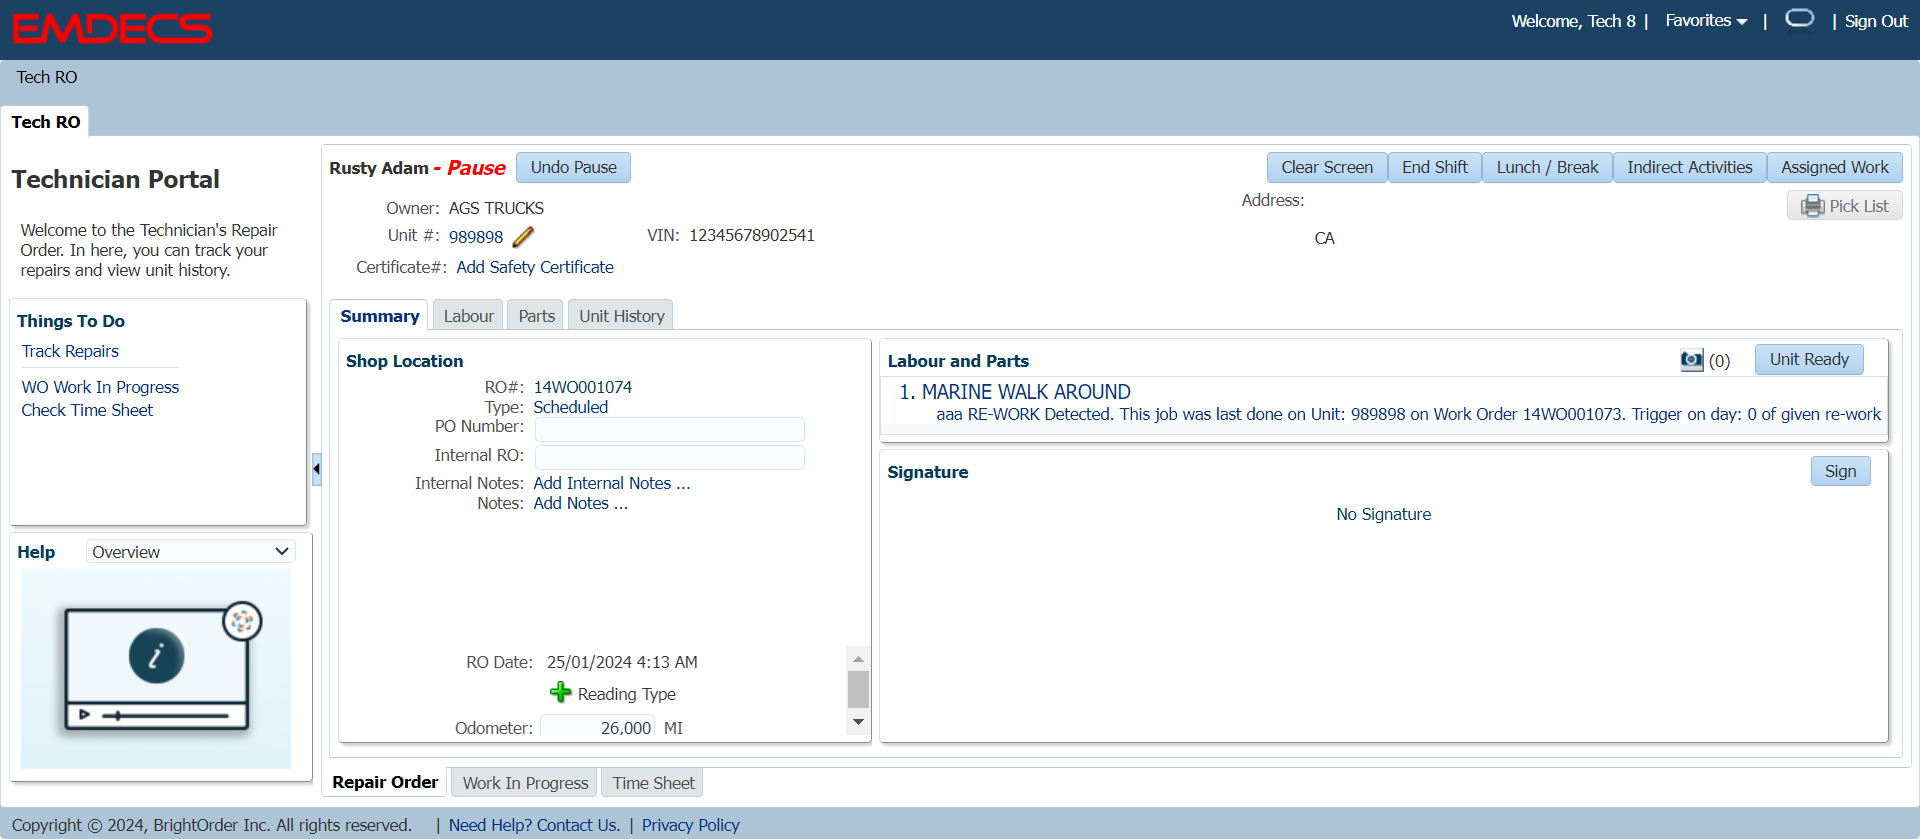 EMDECS
Welcome, Tech 8 | Favorites | | Sign Out
Tech RO
Tech RO
Technician Portal
Welcome to the Technician's Repair
Order. In here, you can track your
repairs and view unit history.
Things To Do
Track Repairs
WO Work In Progress
Check Time Sheet
Help Overview
i
Rusty Adam - Pause Undo Pause
Clear Screen End Shift Lunch / Break Indirect Activities Assigned Work
Owner: AGS TRUCKS
Address:
Pick List
Unit #: 989898 VIN: 12345678902541
CA
Certificate#: Add Safety Certificate
Summary Labour Parts Unit History
Shop Location
RO#: 14WO001074
Type: Scheduled
PO Number:
Internal RO:
Internal Notes: Add Internal Notes ...
Notes: Add Notes ...
RO Date: 25/01/2024 4:13 AM
Reading Type
Odometer: 26,000 MI
Labour and Parts (0) Unit Ready
1. MARINE WALK AROUND
aaa RE-WORK Detected. This job was last done on Unit: 989898 on Work Order 14WO001073. Trigger on day: 0 of given re-work
Signature Sign
No Signature
Repair Order Work In Progress Time Sheet
Copyright © 2024, BrightOrder Inc. All rights reserved. | Need Help? Contact Us. | Privacy Policy